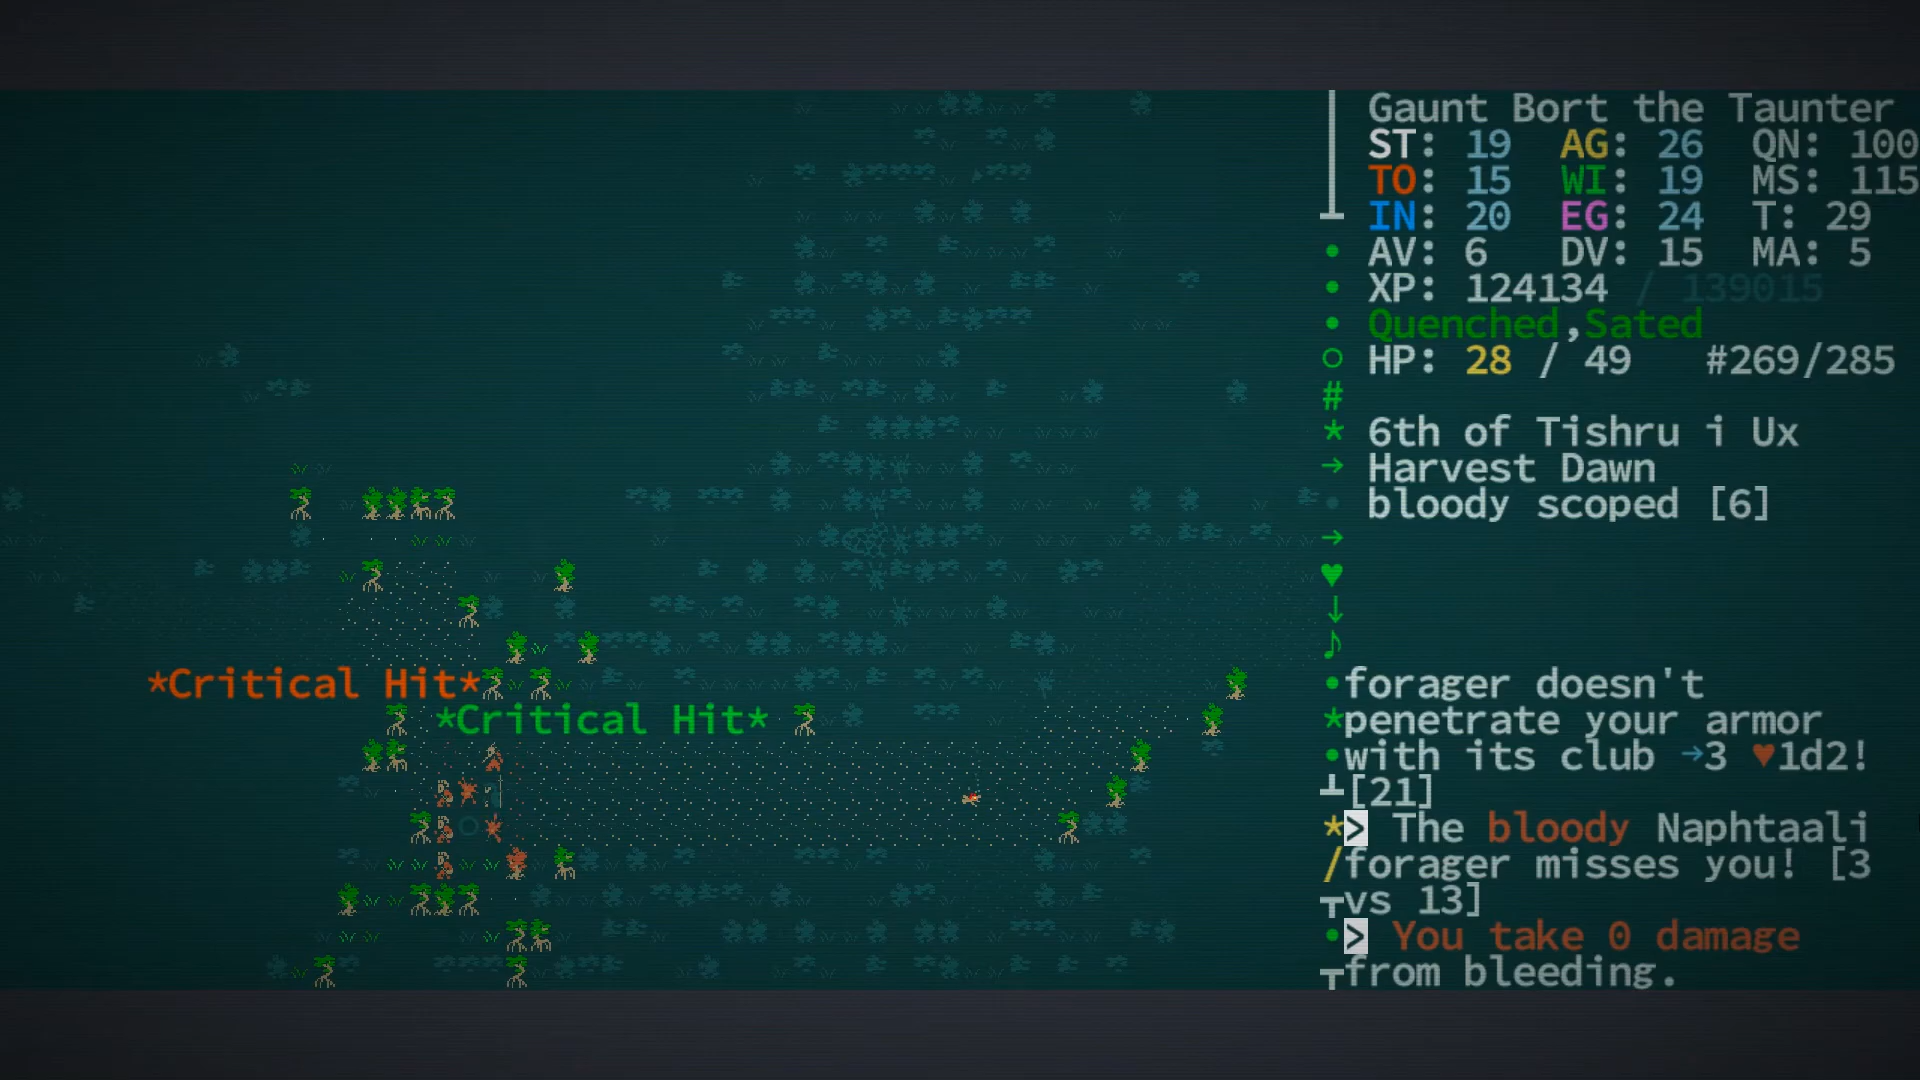 Gaunt Bort the Taunter
ST: 19 AG: 26 QN: 100
TO: 15 WI: 19 MS: 115
IN: 20 EG: 24 T: 29
AV: 6 DV: 15 MA: 5
XP: 124134 / 139015
Quenched,Sated
HP: 28 / 49 #269/285
6th of Tishru i Ux
Harvest Dawn
bloody scoped [6]
*Critical Hit*
*Critical Hit*
forager doesn't
penetrate your armor
with its club →3 ♥1d2!
[21]
> The bloody Naphtaali
forager misses you! [3
vs 13]
> You take 0 damage
from bleeding.